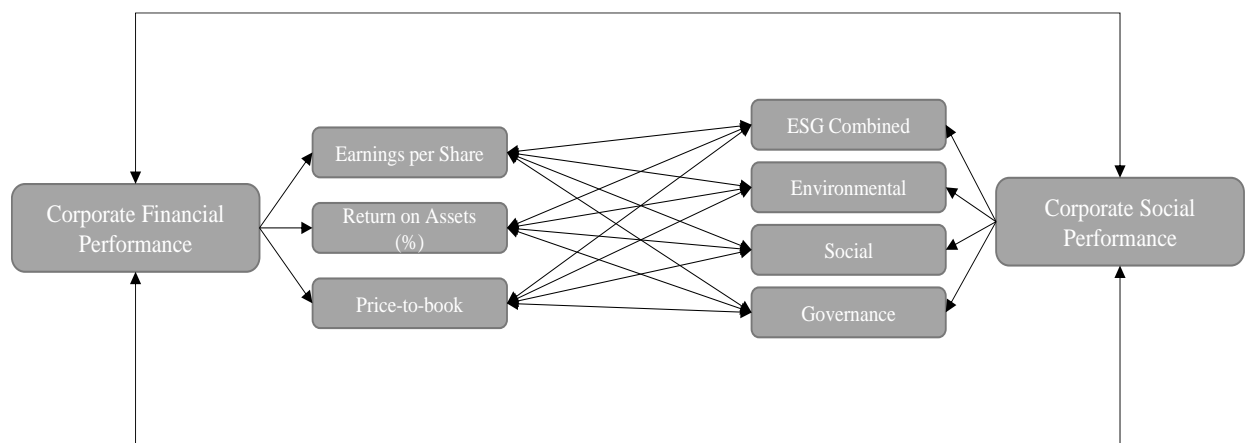 Corporate Financial
Performance
Earnings per Share
Return on Assets
(%)
Price-to-book
ESG Combined
Environmental
Social
Governance
Corporate Social
Performance